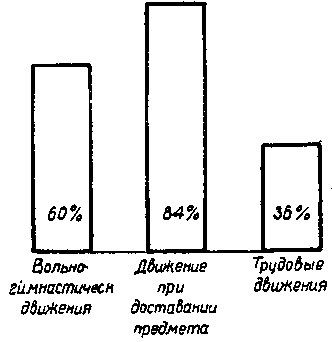 60%
84%
36%
Вольно-
гимнастическ
движения
Движение
при
доставании
предмета
Трудовые
движения